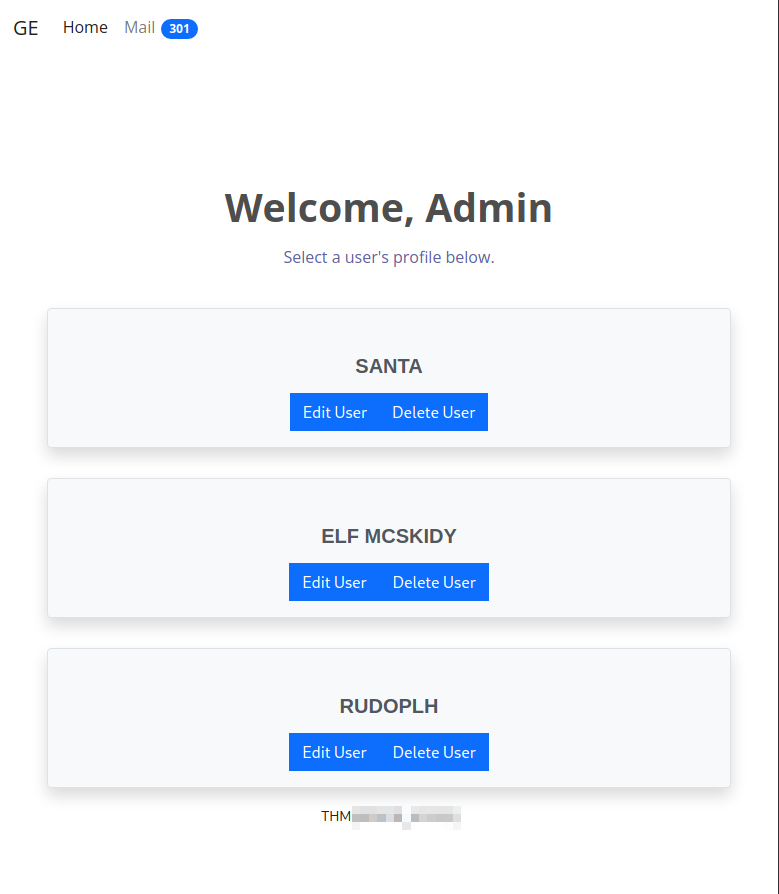 GE Home Mail 301
Welcome, Admin
Select a user's profile below.
SANTA
Edit User Delete User
ELF MCSKIDY
Edit User Delete User
RUDOPLH
Edit User Delete User
THM